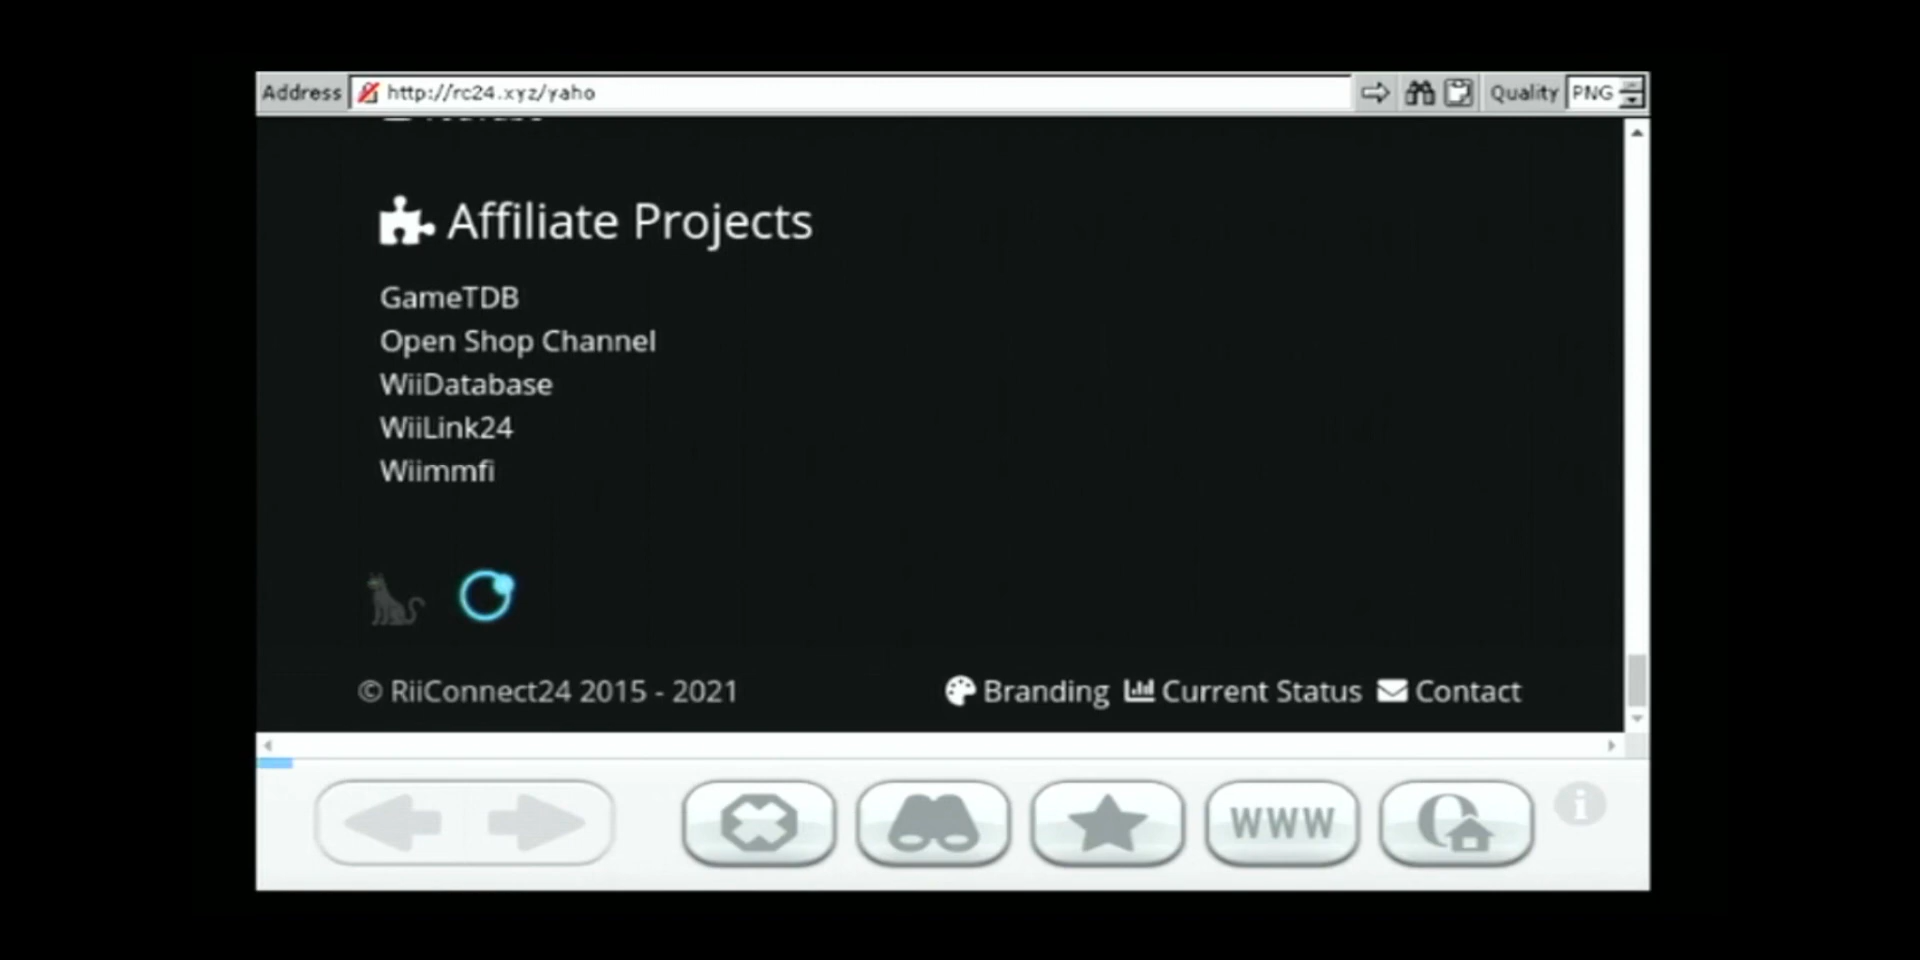 Address http://rc24.xyz/yaho Quality PNG
Affiliate Projects
GameTDB
Open Shop Channel
WiiDatabase
WiiLink24
Wiimmfi
© RiiConnect24 2015 - 2021 Branding Current Status Contact
WWW